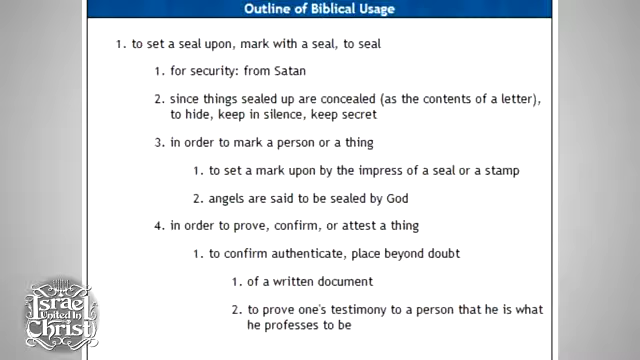 Outline of Biblical Usage
1. to set a seal upon, mark with a seal, to seal
1. for security: from Satan
2. since things sealed up are concealed (as the contents of a letter),
to hide, keep in silence, keep secret
3. in order to mark a person or a thing
1. to set a mark upon by the impress of a seal or a stamp
2. angels are said to be sealed by God
4. in order to prove, confirm, or attest a thing
1. to confirm authenticate, place beyond doubt
1. of a written document
2. to prove one's testimony to a person that he is what
he professes to be
Israel
United In
Christ